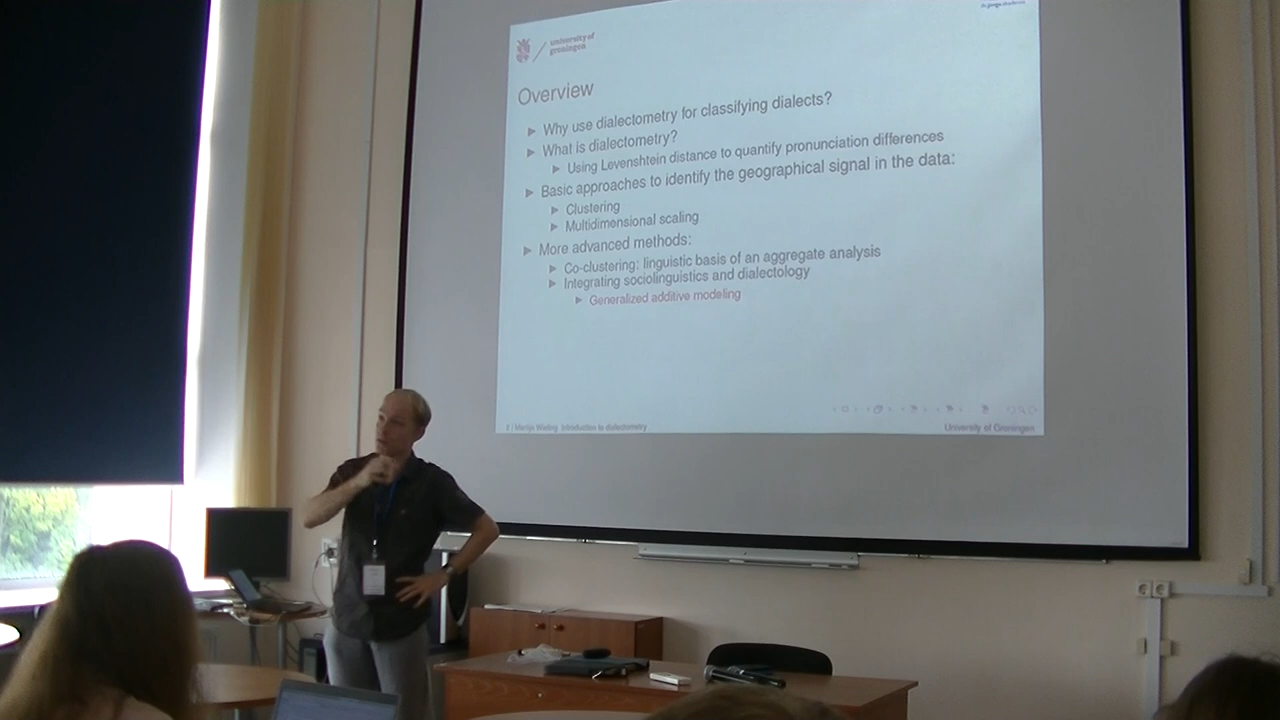 university of
groningen
Overview
Why use dialectometry for classifying dialects?
What is dialectometry?
Using Levenshtein distance to quantify pronunciation differences
Basic approaches to identify the geographical signal in the data:
Clustering
Multidimensional scaling
More advanced methods:
Co-clustering: linguistic basis of an aggregate analysis
Integrating sociolinguistics and dialectology
Generalized additive modeling
2 | Martijn Wieling Introduction to dialectometry
University of Groningen